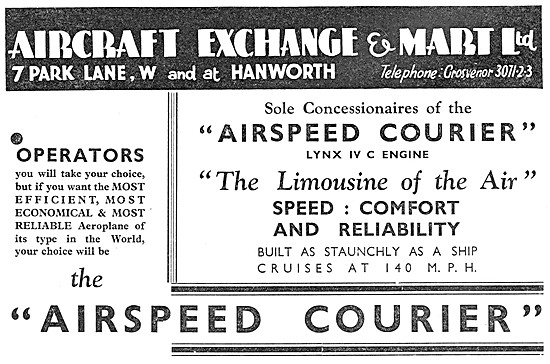 AIRCRAFT EXCHANGE & MART Ltd.
7 PARK LANE, W and at HANWORTH
Telephone: Grosvenor 3071-2-3
OPERATORS
you will take your choice,
but if you want the MOST
EFFICIENT, MOST
ECONOMICAL & MOST
RELIABLE Aeroplane of
its type in the World,
your choice will be
Sole Concessionaires of the
"AIRSPEED COURIER"
LYNX IV C ENGINE
"The Limousine of the Air"
SPEED : COMFORT
AND RELIABILITY
BUILT AS STAUNCHLY AS A SHIP
CRUISES AT 140 M.P.H.
the
"AIRSPEED COURIER"